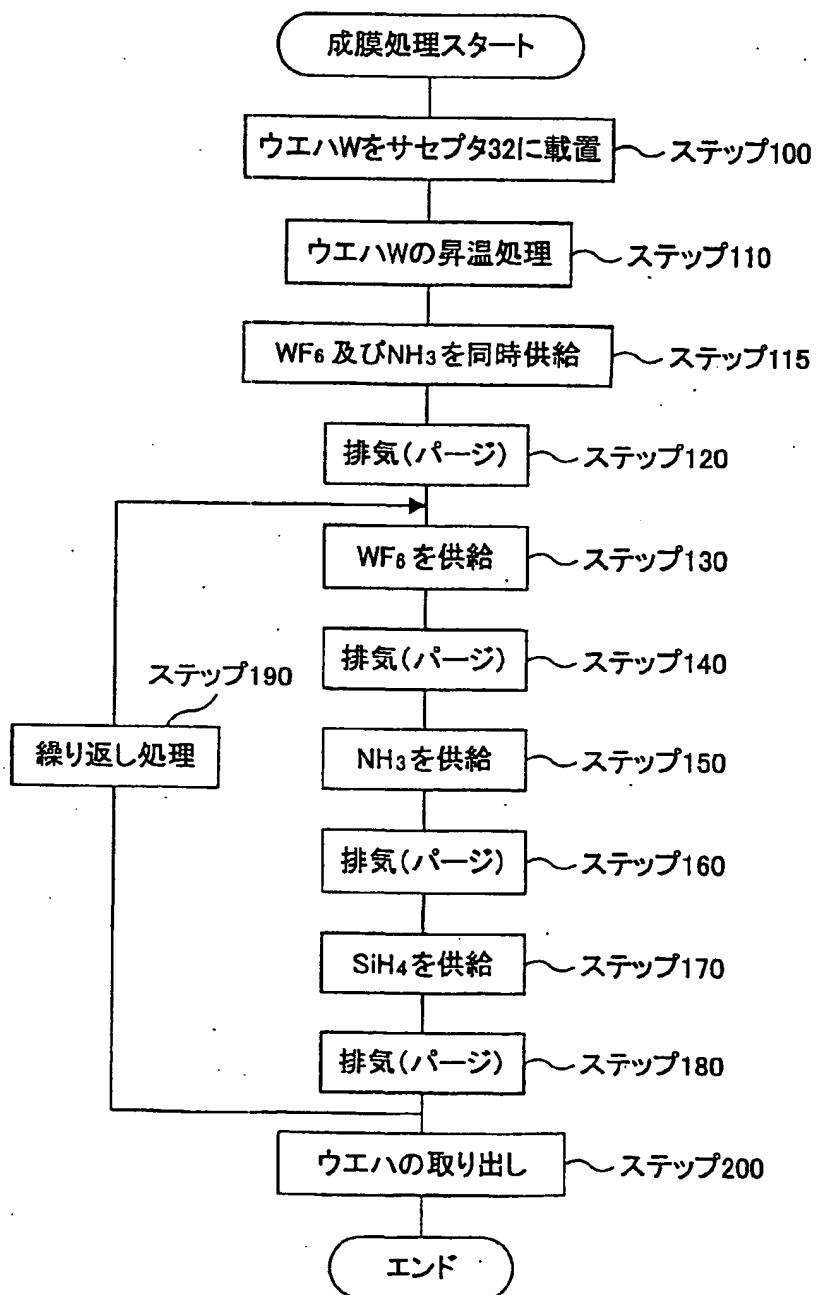 成膜処理スタート
ウエハWをサセプタ32に載置 ステップ100
ウエハWの昇温処理 ステップ110
WF6 及びNH3を同時供給 ステップ115
排気(パージ) ステップ120
WF6を供給 ステップ130
排気(パージ) ステップ140
ステップ190
繰り返し処理
NH3を供給 ステップ150
排気(パージ) ステップ160
SiH4を供給 ステップ170
排気(パージ) ステップ180
ウエハの取り出し ステップ200
エンド